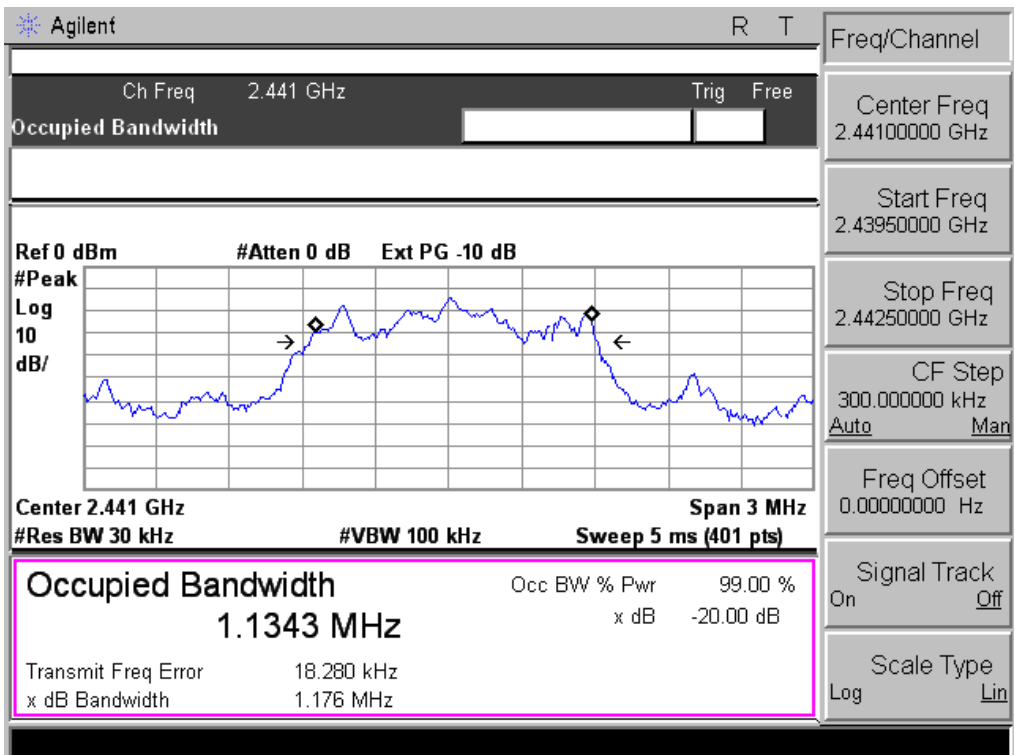 Agilent R T
Freq/Channel
Ch Freq 2.441 GHz Trig Free
Occupied Bandwidth
Center Freq
2.44100000 GHz
Start Freq
2.43950000 GHz
Stop Freq
2.44250000 GHz
CF Step
300.000000 kHz
Auto Man
Freq Offset
0.00000000 Hz
Signal Track
On Off
Scale Type
Log Lin
Ref 0 dBm #Atten 0 dB Ext PG -10 dB
#Peak
Log
10
dB/
Center 2.441 GHz Span 3 MHz
#Res BW 30 kHz #VBW 100 kHz Sweep 5 ms (401 pts)
Occupied Bandwidth Occ BW % Pwr 99.00 %
1.1343 MHz x dB -20.00 dB
Transmit Freq Error 18.280 kHz
x dB Bandwidth 1.176 MHz